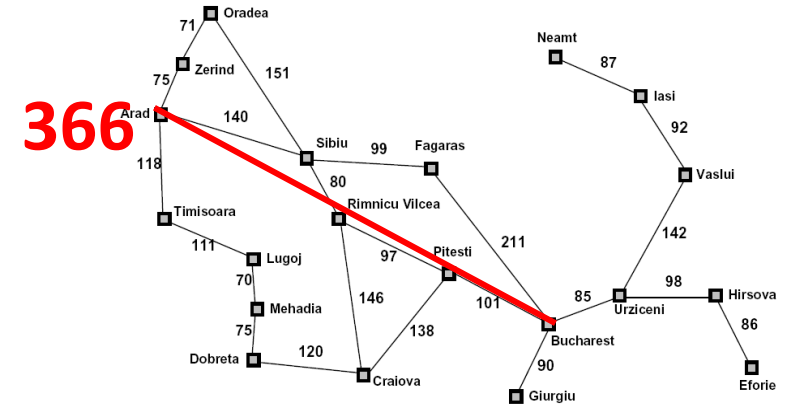 Oradea
71
Neamt
87
Zerind
75
151
Iasi
366
Arad
140
92
Sibiu
99
Fagaras
118
80
Vaslui
Rimnicu Vilcea
Timisoara
111
211
142
97
Pitesti
Lugoj
70
98
146
101
85
Hirsova
Mehadia
Urziceni
75
138
86
Bucharest
120
Dobreta
90
Craiova
Eforie
Giurgiu